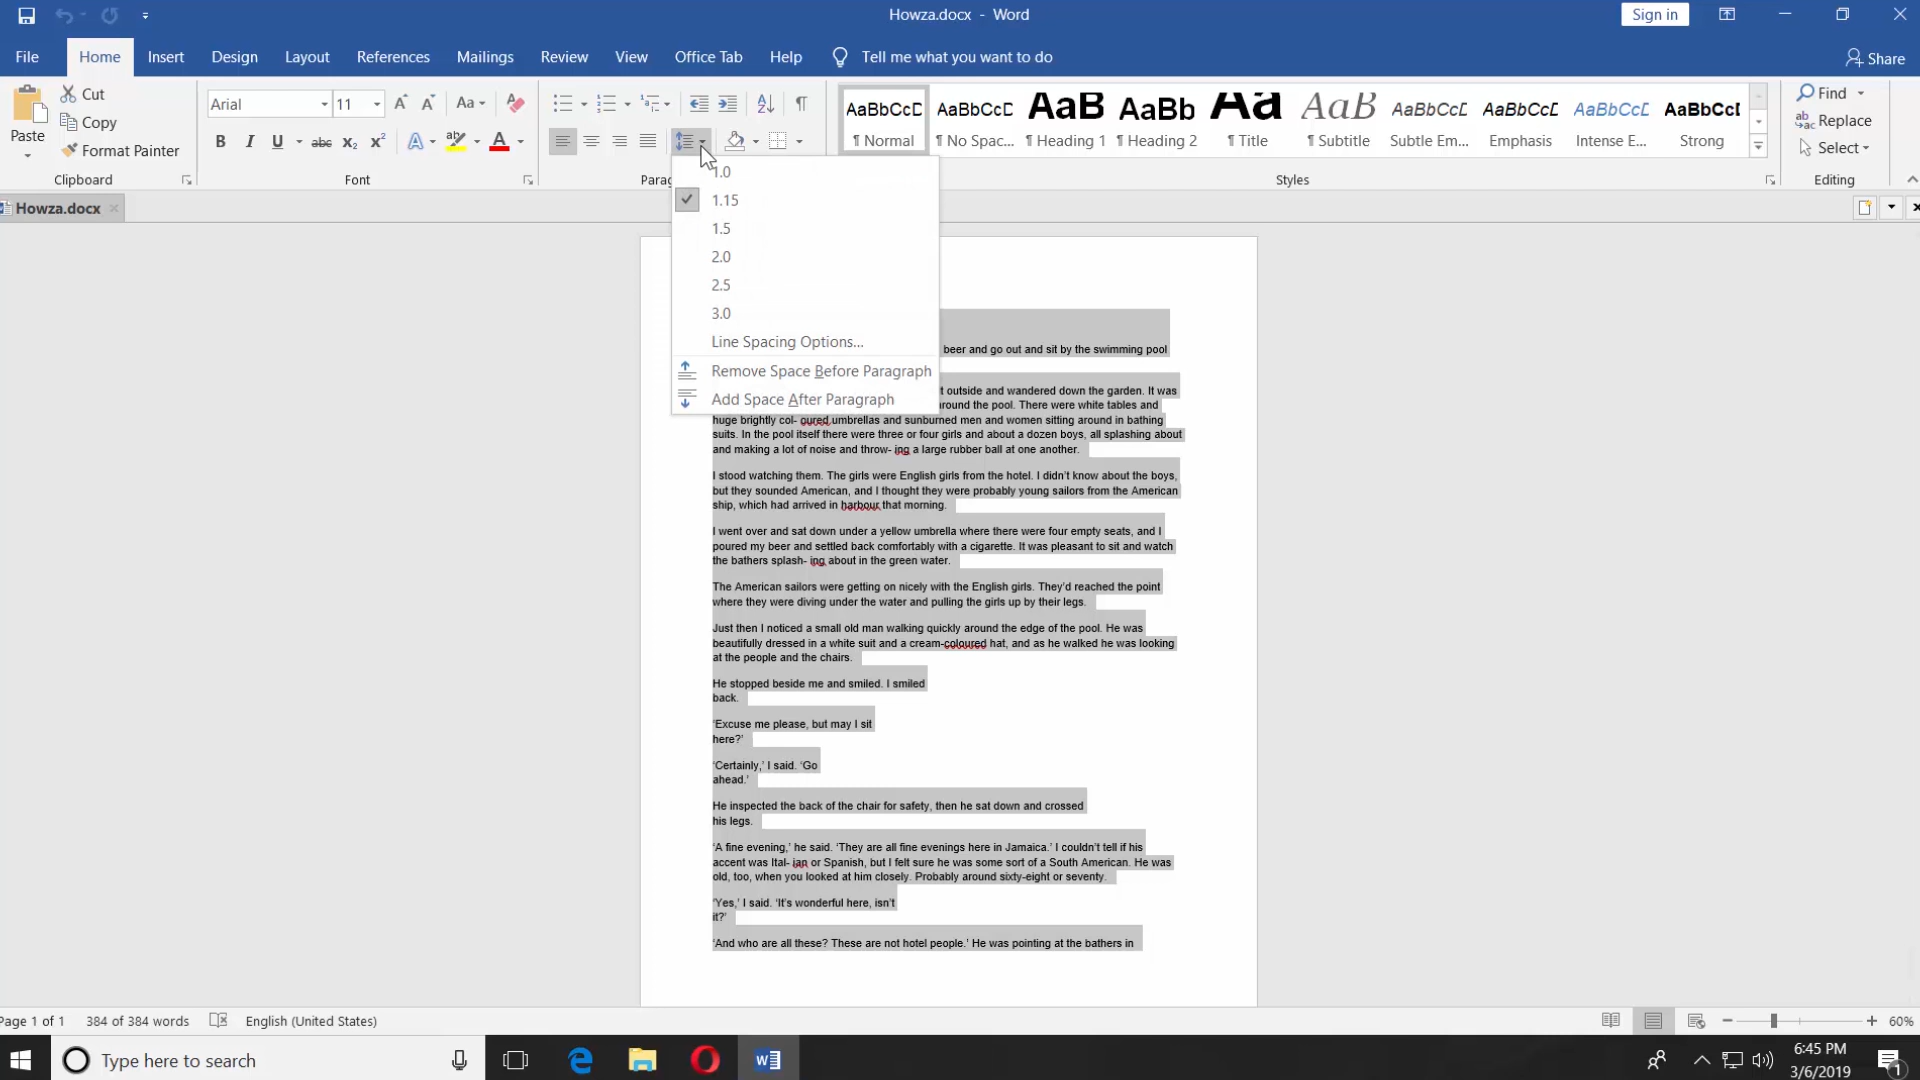 Howza.docx - Word
Sign in
File Home Insert Design Layout References Mailings Review View Office Tab Help Tell me what you want to do
Share
Paste
Cut
Copy
Format Painter
Clipboard
Arial 11
Aa
B I U abc x2 x2 A ab A
Font
AaBbCcD AaBbCcD AaB AaBb Aa AaB AaBbCcD AaBbCcD AaBbCcD AaBbCcD
¶ Normal ¶ No Spac... ¶ Heading 1 ¶ Heading 2 ¶ Title ¶ Subtitle Subtle Em... Emphasis Intense E... Strong
Styles
Find
Replace
Select
Editing
Howza.docx
1.0
1.15
1.5
2.0
2.5
3.0
Line Spacing Options...
Remove Space Before Paragraph
Add Space After Paragraph
beer and go out and sit by the swimming pool
t outside and wandered down the garden. It was
round the pool. There were white tables and
huge brightly col- oured umbrellas and sunburned men and women sitting around in bathing
suits. In the pool itself there were three or four girls and about a dozen boys, all splashing about
and making a lot of noise and throw- ing a large rubber ball at one another.
I stood watching them. The girls were English girls from the hotel. I didn’t know about the boys,
but they sounded American, and I thought they were probably young sailors from the American
ship, which had arrived in harbour that morning.
I went over and sat down under a yellow umbrella where there were four empty seats, and I
poured my beer and settled back comfortably with a cigarette. It was pleasant to sit and watch
the bathers splash- ing about in the green water.
The American sailors were getting on nicely with the English girls. They’d reached the point
where they were diving under the water and pulling the girls up by their legs.
Just then I noticed a small old man walking quickly around the edge of the pool. He was
beautifully dressed in a white suit and a cream-coloured hat, and as he walked he was looking
at the people and the chairs.
He stopped beside me and smiled. I smiled
back.
‘Excuse me please, but may I sit
here?’
‘Certainly,’ I said. ‘Go
ahead.’
He inspected the back of the chair for safety, then he sat down and crossed
his legs.
‘A fine evening,’ he said. ‘They are all fine evenings here in Jamaica.’ I couldn’t tell if his
accent was Ital- ian or Spanish, but I felt sure he was some sort of a South American. He was
old, too, when you looked at him closely. Probably around sixty-eight or seventy.
‘Yes,’ I said. ‘It’s wonderful here, isn’t
it?’
‘And who are all these? These are not hotel people.’ He was pointing at the bathers in
Page 1 of 1 384 of 384 words English (United States) 60%
Type here to search
6:45 PM
3/6/2019
1